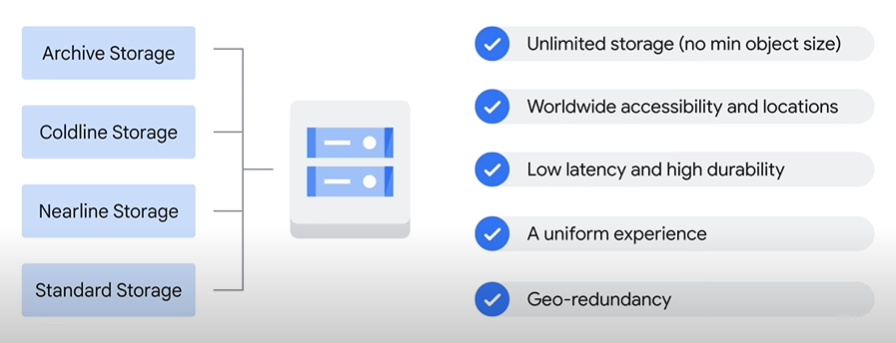 Archive Storage
Coldline Storage
Nearline Storage
Standard Storage
Unlimited storage (no min object size)
Worldwide accessibility and locations
Low latency and high durability
A uniform experience
Geo-redundancy